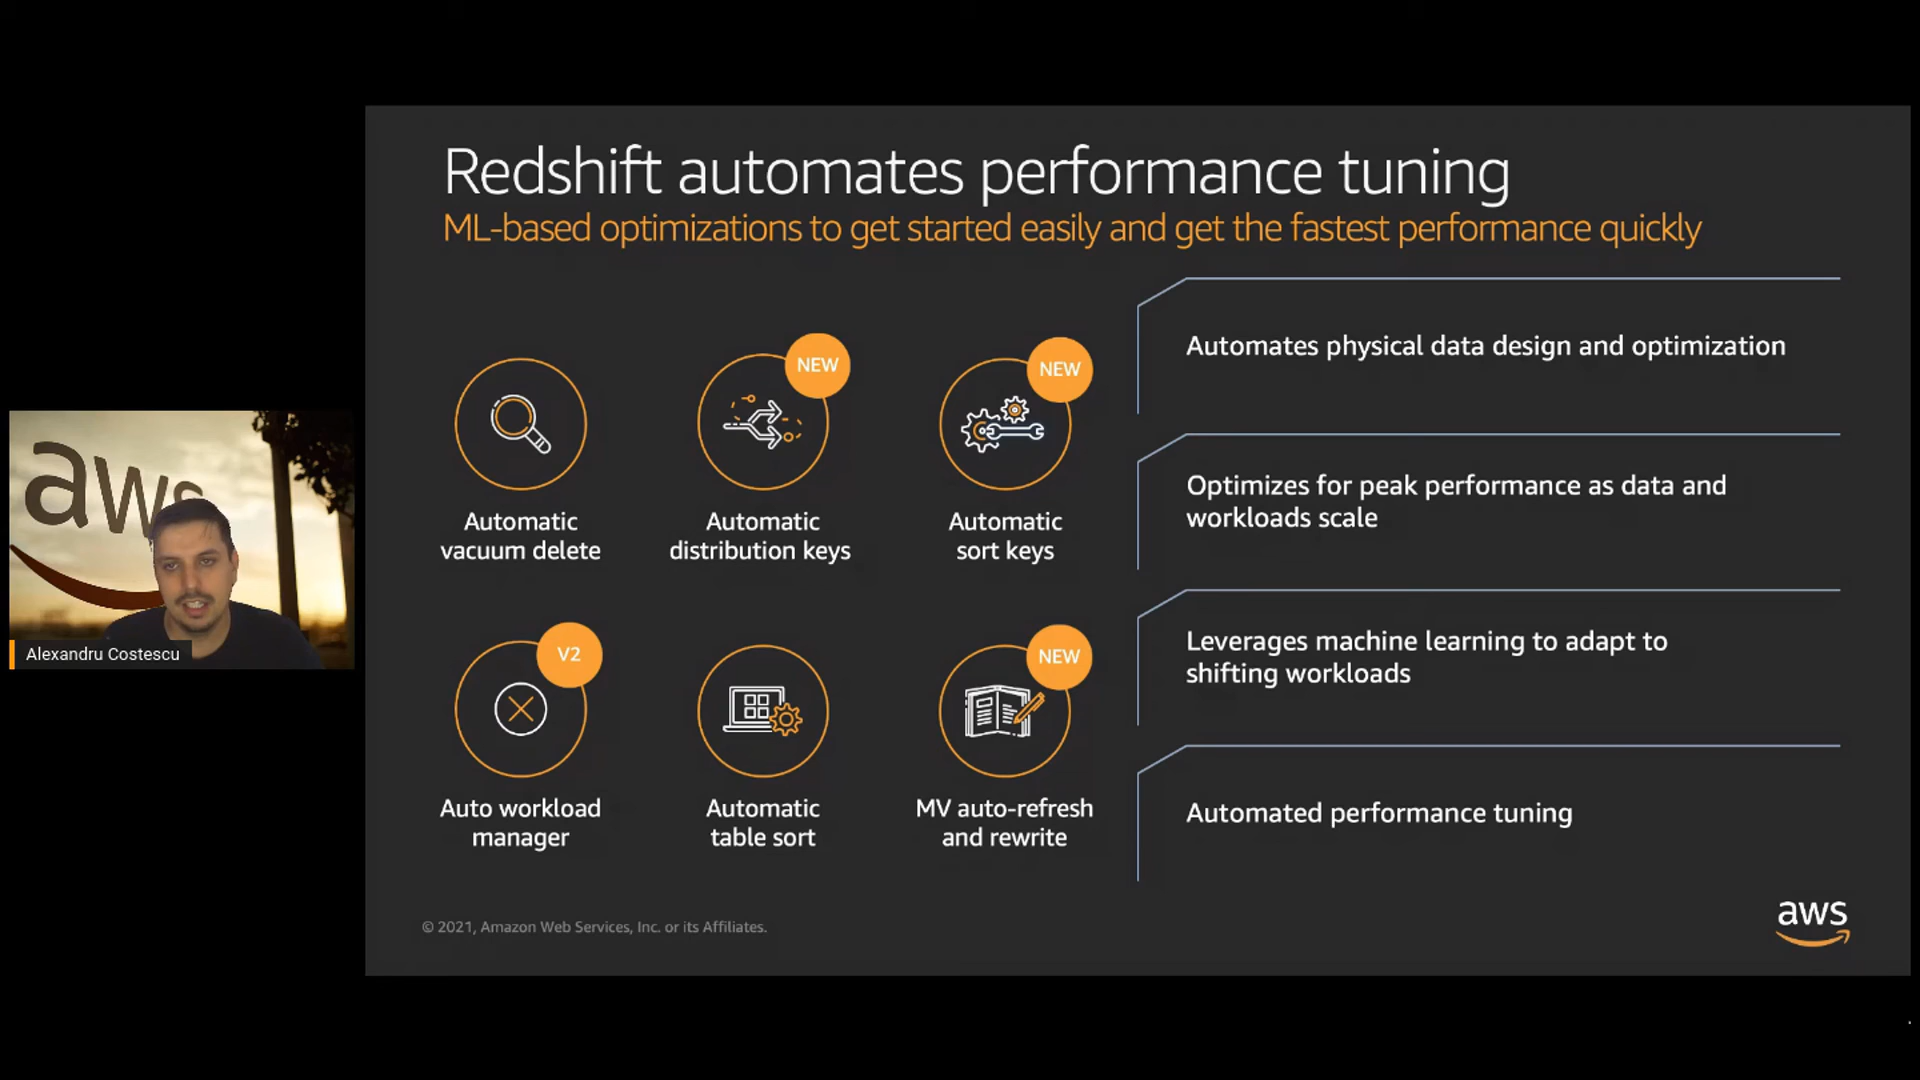 Redshift automates performance tuning
ML-based optimizations to get started easily and get the fastest performance quickly
NEW
NEW
Automatic
vacuum delete
Automatic
distribution keys
Automatic
sort keys
V2
NEW
Auto workload
manager
Automatic
table sort
MV auto-refresh
and rewrite
Automates physical data design and optimization
Optimizes for peak performance as data and
workloads scale
Leverages machine learning to adapt to
shifting workloads
Automated performance tuning
© 2021, Amazon Web Services, Inc. or its Affiliates.
aws
aws
Alexandru Costescu